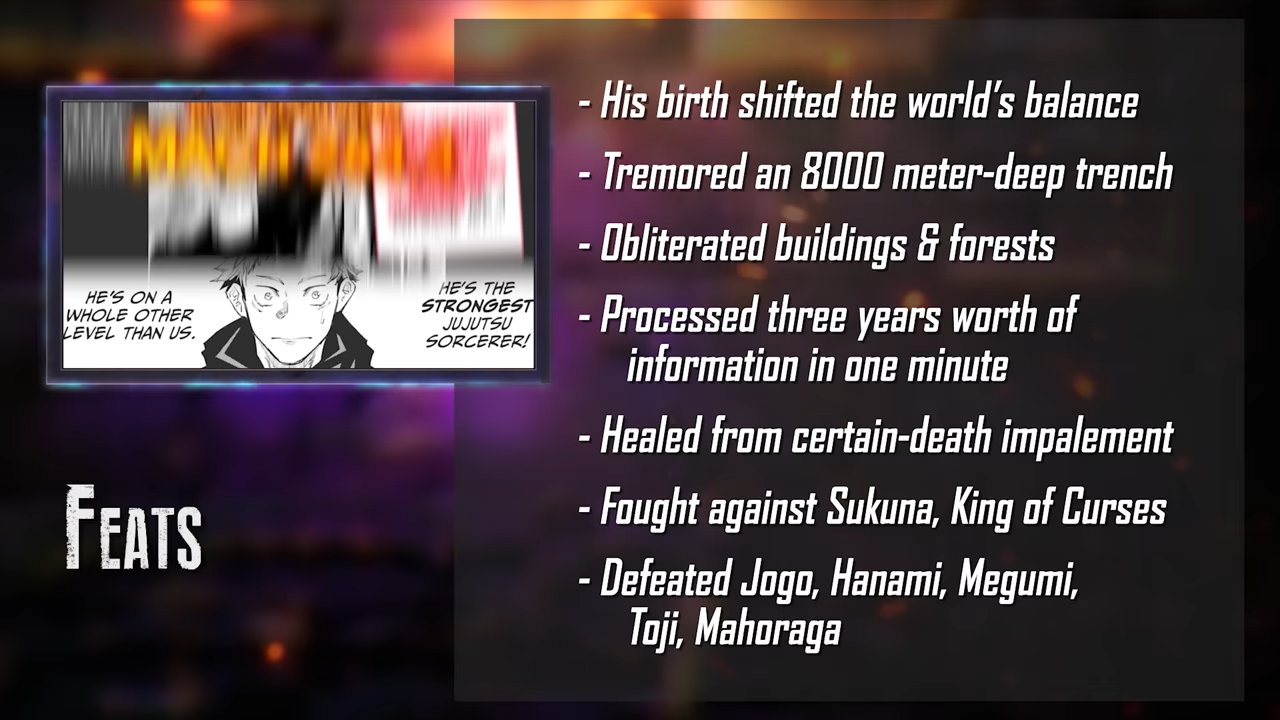 HE'S ON A
WHOLE OTHER
LEVEL THAN US.
HE'S THE
STRONGEST
JUJUTSU
SORCERER!
FEATS
- His birth shifted the world's balance
- Tremored an 8000 meter-deep trench
- Obliterated buildings & forests
- Processed three years worth of
information in one minute
- Healed from certain-death impalement
- Fought against Sukuna, King of Curses
- Defeated Jogo, Hanami, Megumi,
Toji, Mahoraga